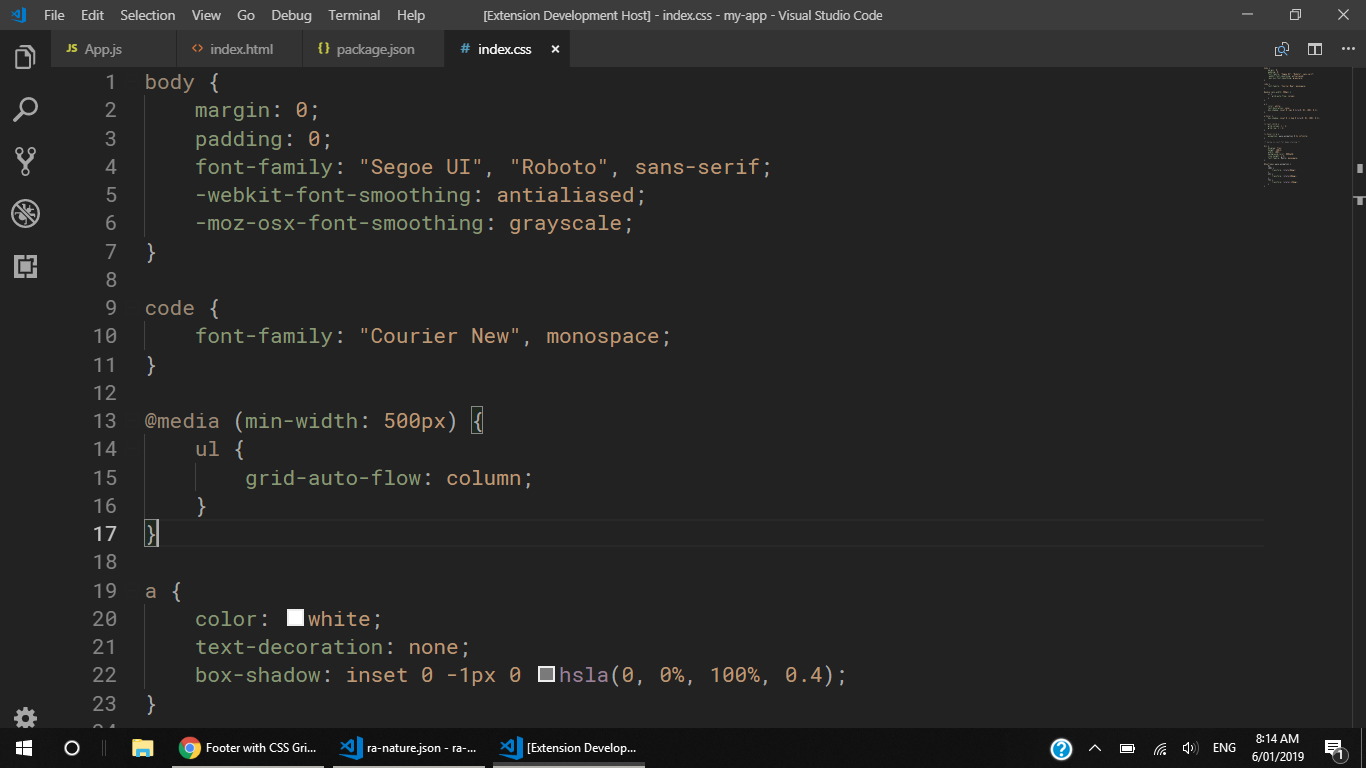 File Edit Selection View Go Debug Terminal Help [Extension Development Host] - index.css - my-app - Visual Studio Code
JS App.js <> index.html {} package.json # index.css ×
1 body {
2 margin: 0;
3 padding: 0;
4 font-family: "Segoe UI", "Roboto", sans-serif;
5 -webkit-font-smoothing: antialiased;
6 -moz-osx-font-smoothing: grayscale;
7 }
8
9 code {
10 font-family: "Courier New", monospace;
11 }
12
13 @media (min-width: 500px) {
14 ul {
15 grid-auto-flow: column;
16 }
17 }
18
19 a {
20 color: white;
21 text-decoration: none;
22 box-shadow: inset 0 -1px 0 hsla(0, 0%, 100%, 0.4);
23 }
Footer with CSS Gri... ra-nature.json - ra-... [Extension Develop... ? ENG 8:14 AM 1
6/01/2019